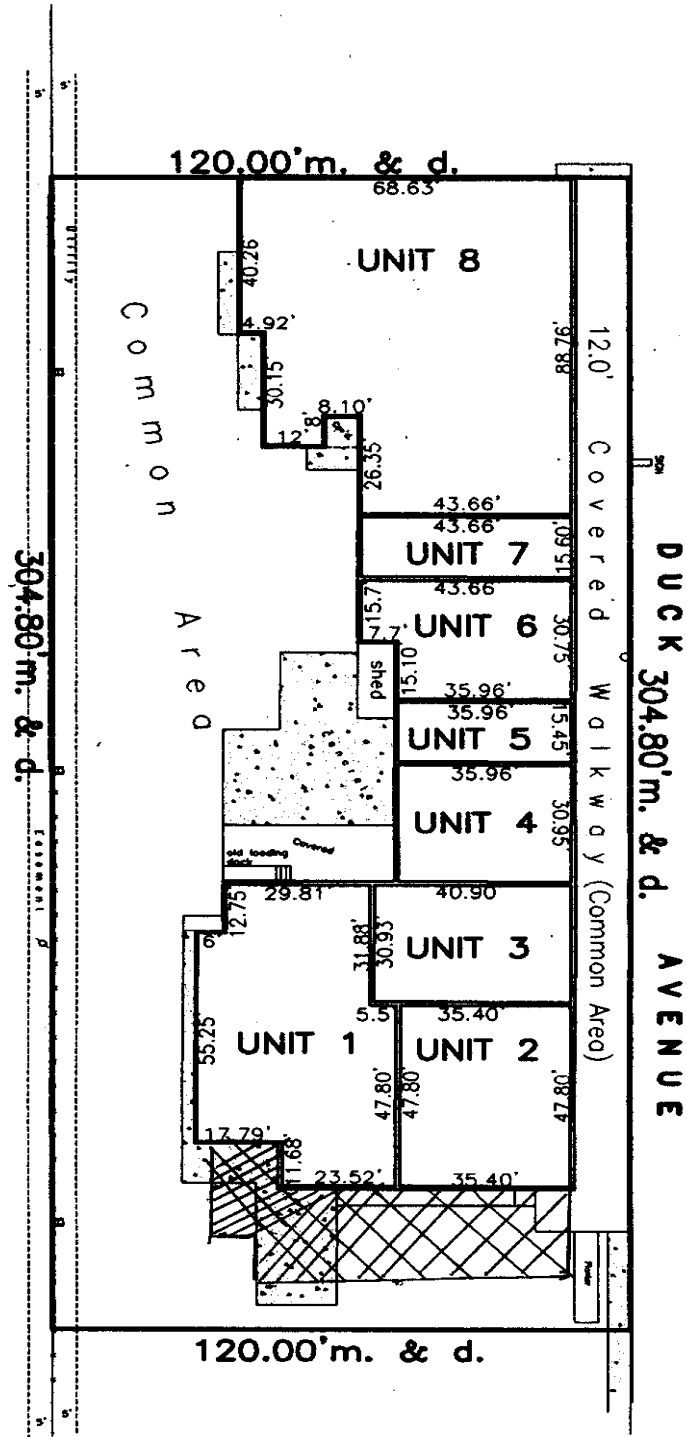 5'
5'
120.00'm. & d.
68.63'
UNIT 8
40.26
4.92'
30.15
8.10'
8'
12'
26.35
88.76'
43.66'
43.66'
UNIT 7
15.09'
43.66
UNIT 6
15.7
7.7'
shed
15.10
30.75
35.96'
35.96'
UNIT 5
15.45'
35.96'
UNIT 4
30.95
Covered
old loading
dock
29.81'
40.90'
12.75
6'
31.88'
30.93'
UNIT 3
5.5'
35.40'
UNIT 1
UNIT 2
55.25
47.80'
47.80'
47.80'
17.79'
11.68'
23.52'
35.40'
Planter
120.00'm. & d.
5'
5'
Utility
Easement
Common Area
304.80'm. & d.
12.0' Covered Walkway (Common Area)
SIGN
DUCK AVENUE
304.80'm. & d.